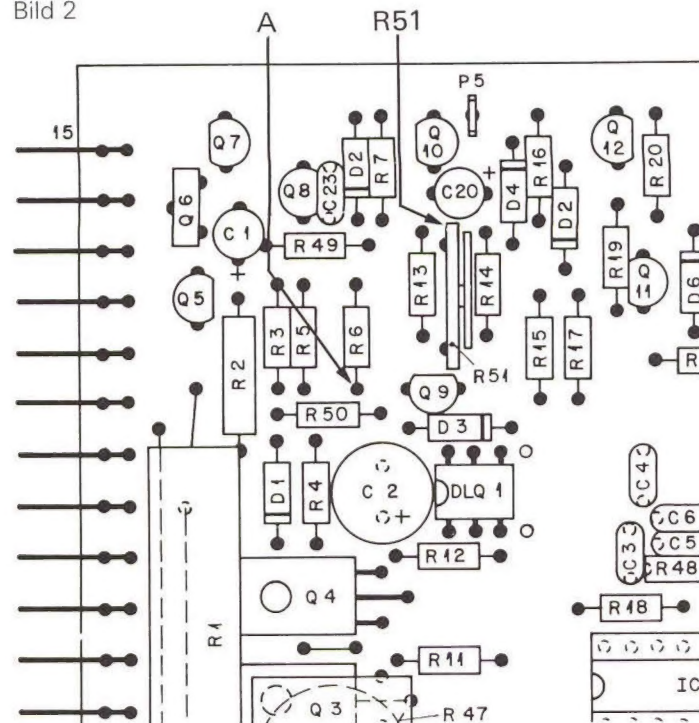 Bild 2
A R51
P5
15
Q7
D2
R7
Q10
Q12
R20
R16
Q8
C23
C20
+
D4
D2
Q6
C1
+
R49
R13
R14
R19
Q11
D6
Q5
R3
R5
R6
R2
R51
R15
R17
R
Q9
R50
D3
D1
R4
C2
+
DLQ1
C4
C6
C5
C3
R48
R12
Q4
R18
R1
R11
IC
Q3
R47